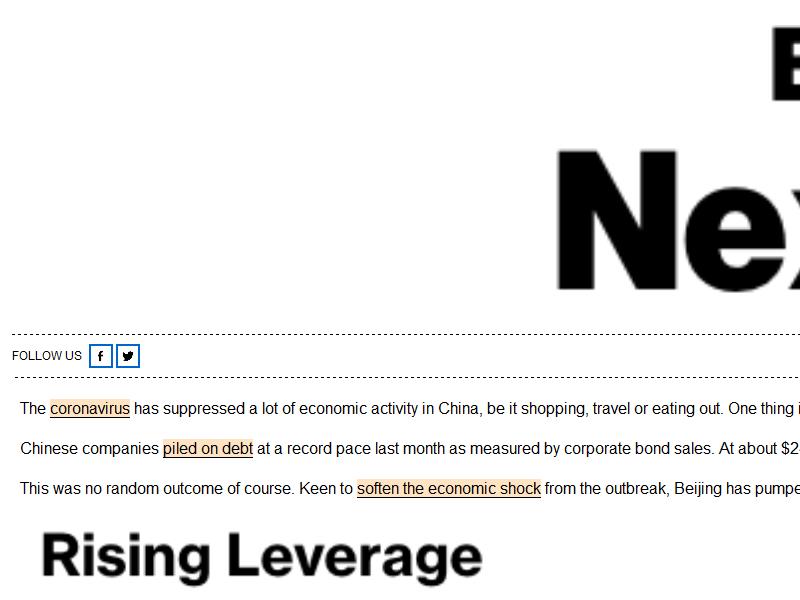 Ne
FOLLOW US
The coronavirus has suppressed a lot of economic activity in China, be it shopping, travel or eating out. One thing
Chinese companies piled on debt at a record pace last month as measured by corporate bond sales. At about
This was no random outcome of course. Keen to soften the economic shock from the outbreak, Beijing has
Rising Leverage